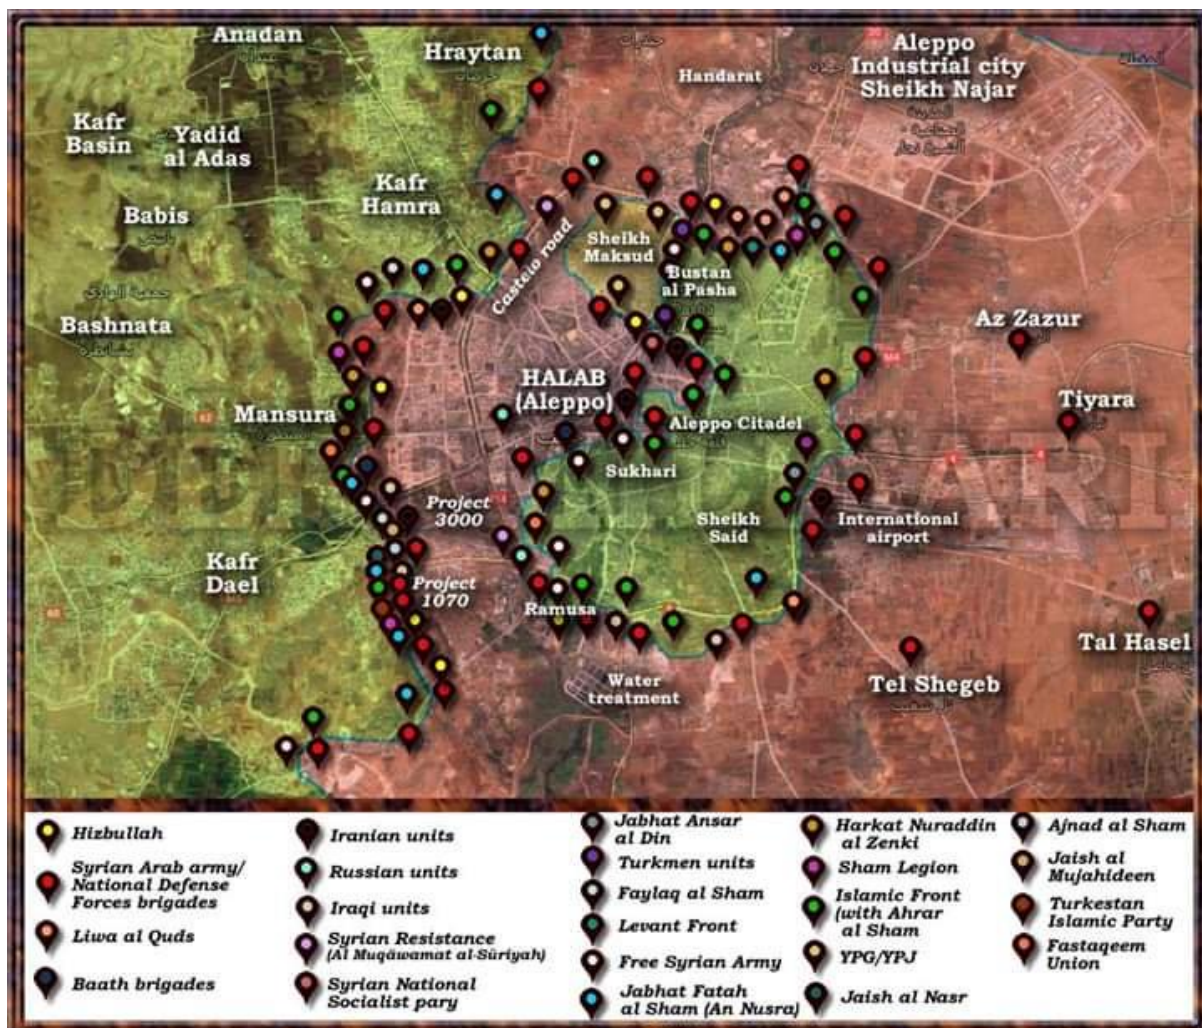 Anadan
Hraytan
Handarat
Aleppo
Industrial city
Sheikh Najar
Kafr
Basin
Yadid
al Adas
Kafr
Hamra
Babis
Castelo road
Sheikh
Maksud
Bustan
al Pasha
Bashnata
Az Zazur
M4
HALAB
(Aleppo)
Mansura
Tiyara
Aleppo Citadel
Sukhari
4
4
Project
3000
Sheikh
Said
International
airport
Kafr
Dael
Project
1070
Ramusa
Water
treatment
Tel Shegeb
Tal Hasel
Hizbullah
Syrian Arab army/
National Defense
Forces brigades
Liwa al Quds
Baath brigades
Iranian units
Russian units
Iraqi units
Syrian Resistance
(Al Muqāwamat al-Sūriyah)
Syrian National
Socialist pary
Jabhat Ansar
al Din
Turkmen units
Faylaq al Sham
Levant Front
Free Syrian Army
Jabhat Fatah
al Sham (An Nusra)
Harkat Nuraddin
al Zenki
Sham Legion
Islamic Front
(with Ahrar
al Sham
YPG/YPJ
Jaish al Nasr
Ajnad al Sham
Jaish al
Mujahideen
Turkestan
Islamic Party
Fastaqeem
Union